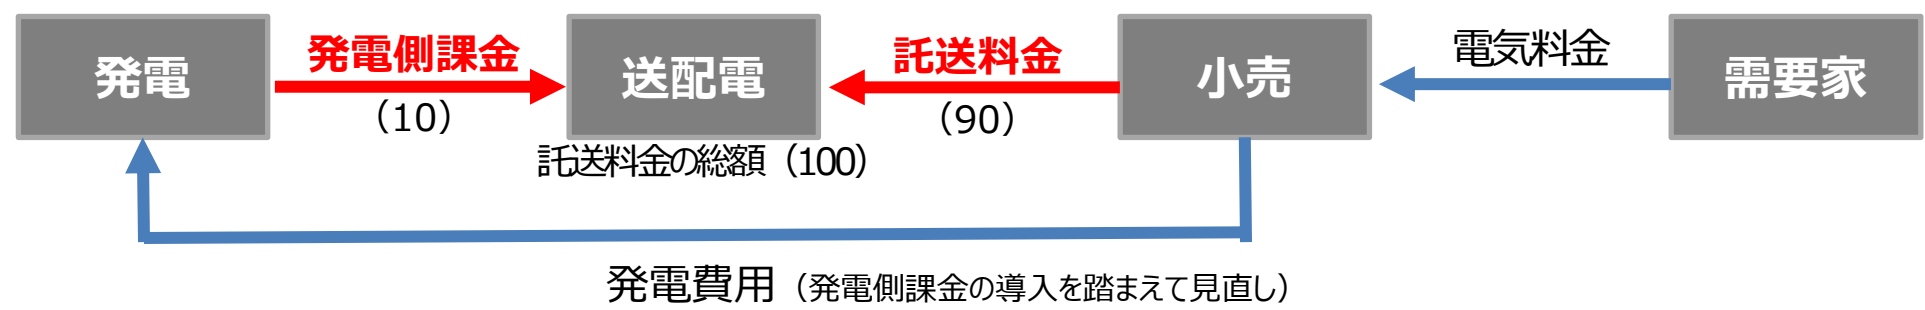 発電
発電側課金
（10）
送配電
託送料金の総額（100）
託送料金
（90）
小売
電気料金
需要家
発電費用（発電側課金の導入を踏まえて見直し）